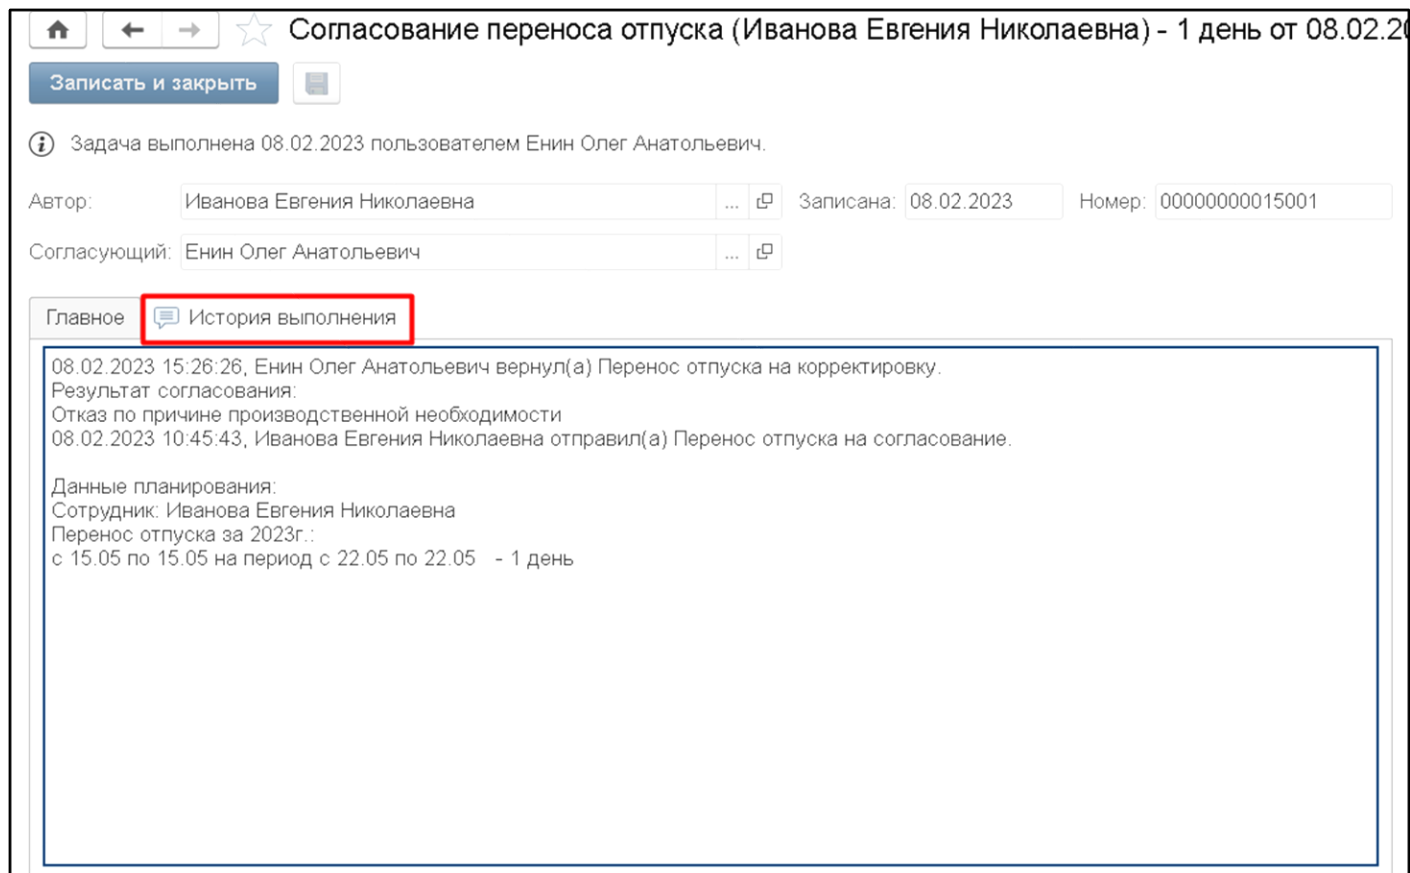 Согласование переноса отпуска (Иванова Евгения Николаевна) - 1 день от 08.02.2
Записать и закрыть
Задача выполнена 08.02.2023 пользователем Енин Олег Анатольевич.
Автор: Иванова Евгения Николаевна ... Записана: 08.02.2023 Номер: 00000000015001
Согласующий: Енин Олег Анатольевич ...
Главное История выполнения
08.02.2023 15:26:26, Енин Олег Анатольевич вернул(а) Перенос отпуска на корректировку.
Результат согласования:
Отказ по причине производственной необходимости
08.02.2023 10:45:43, Иванова Евгения Николаевна отправил(а) Перенос отпуска на согласование.
Данные планирования:
Сотрудник: Иванова Евгения Николаевна
Перенос отпуска за 2023г.:
с 15.05 по 15.05 на период с 22.05 по 22.05 - 1 день